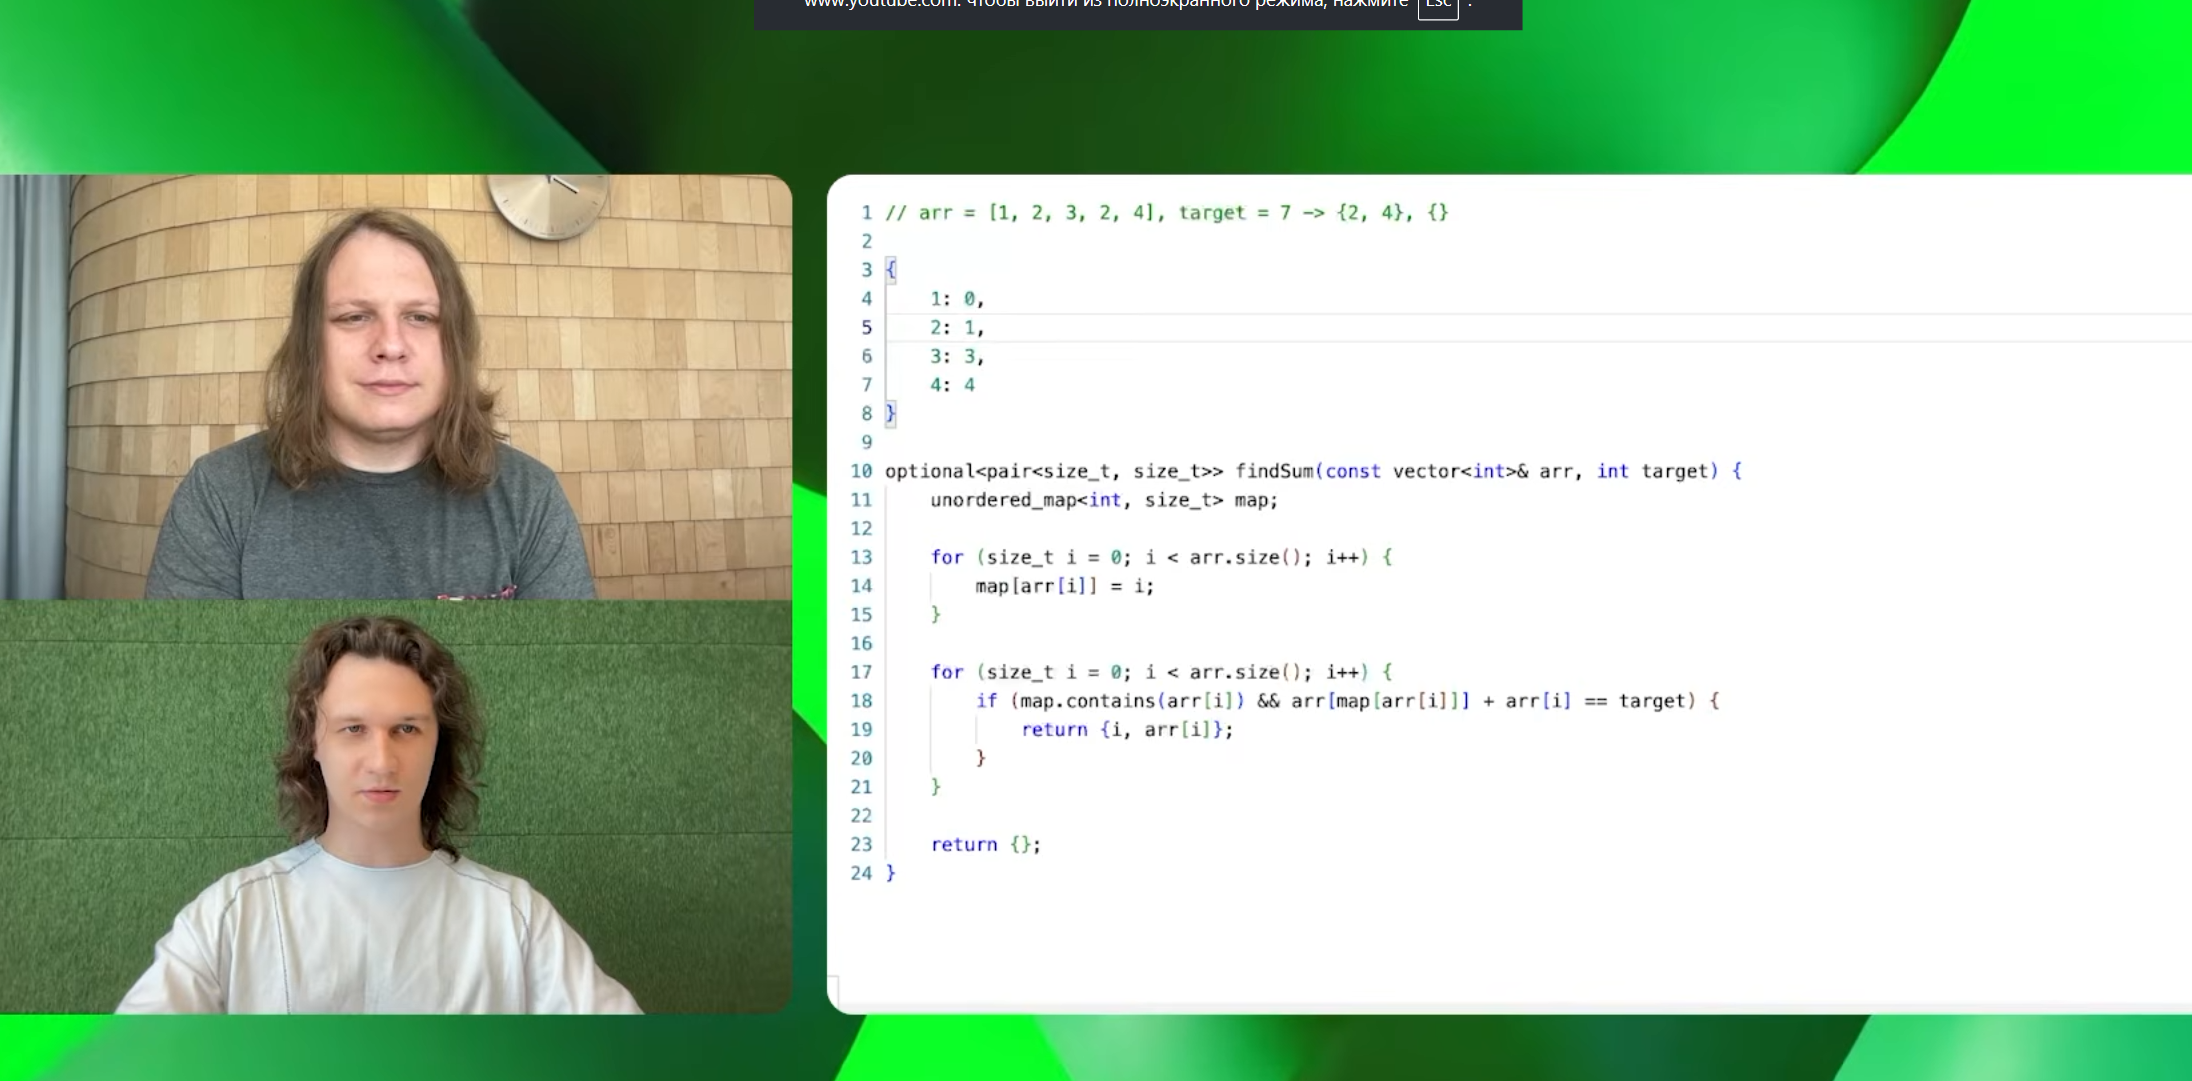 www.youtube.com: чтобы выйти из полноэкранного режима, нажмите Esc .
1 // arr = [1, 2, 3, 2, 4], target = 7 -> {2, 4}, {}
2
3 {
4     1: 0,
5     2: 1,
6     3: 3,
7     4: 4
8 }
9
10 optional<pair<size_t, size_t>> findSum(const vector<int>& arr, int target) {
11     unordered_map<int, size_t> map;
12
13     for (size_t i = 0; i < arr.size(); i++) {
14         map[arr[i]] = i;
15     }
16
17     for (size_t i = 0; i < arr.size(); i++) {
18         if (map.contains(arr[i]) && arr[map[arr[i]]] + arr[i] == target) {
19             return {i, arr[i]};
20         }
21     }
22
23     return {};
24 }